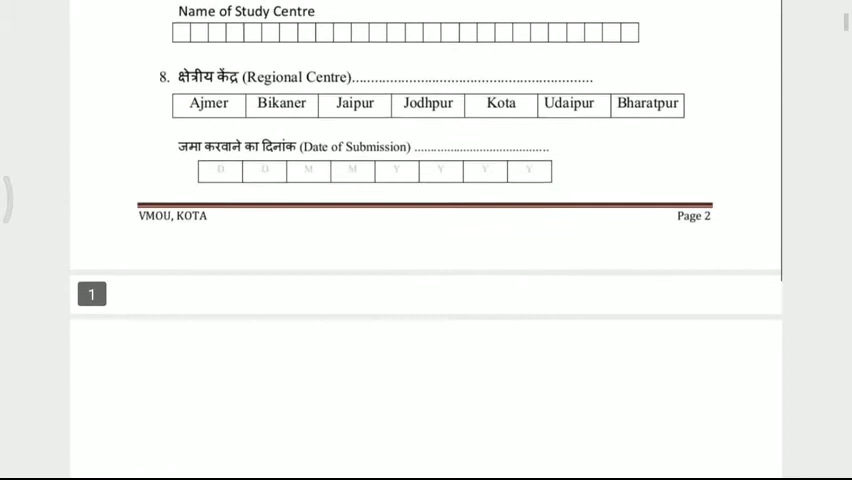 Name of Study Centre
8. क्षेत्रीय केंद्र (Regional Centre)............................................................
Ajmer Bikaner Jaipur Jodhpur Kota Udaipur Bharatpur
जमा करवाने का दिनांक (Date of Submission) ..........................................
D D M M Y Y Y Y
VMOU, KOTA Page 2
1